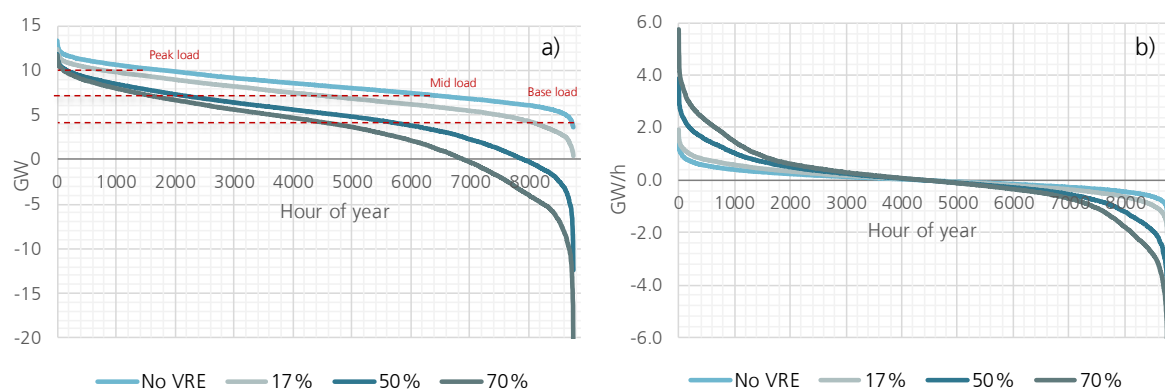 15
10
5
0
-5
-10
-15
-20
GW
a)
Peak load
Mid load
Base load
0 1000 2000 3000 4000 5000 6000 7000 8000
Hour of year
No VRE 17% 50% 70%
6.0
4.0
2.0
0.0
-2.0
-4.0
-6.0
GW/h
b)
0 1000 2000 3000 4000 5000 6000 7000 8000
Hour of year
No VRE 17% 50% 70%